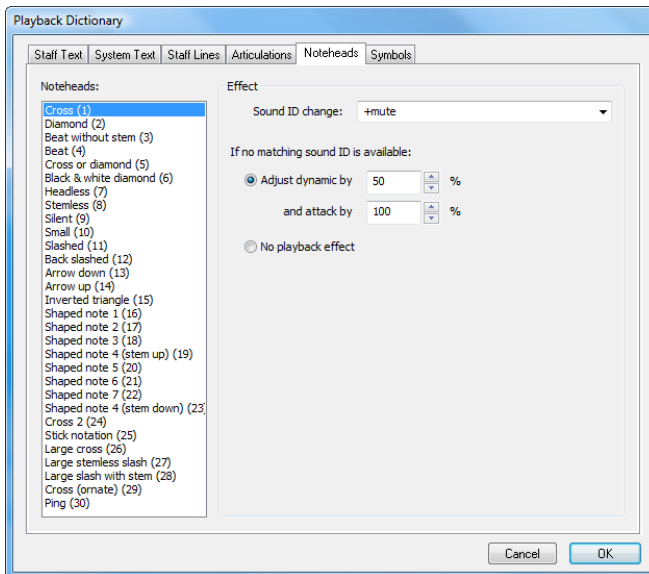 Playback Dictionary
Staff Text System Text Staff Lines Articulations Noteheads Symbols
Noteheads:
Cross (1)
Diamond (2)
Beat without stem (3)
Beat (4)
Cross or diamond (5)
Black & white diamond (6)
Headless (7)
Stemless (8)
Silent (9)
Small (10)
Slashed (11)
Back slashed (12)
Arrow down (13)
Arrow up (14)
Inverted triangle (15)
Shaped note 1 (16)
Shaped note 2 (17)
Shaped note 3 (18)
Shaped note 4 (stem up) (19)
Shaped note 5 (20)
Shaped note 6 (21)
Shaped note 7 (22)
Shaped note 4 (stem down) (23)
Cross 2 (24)
Stick notation (25)
Large cross (26)
Large stemless slash (27)
Large slash with stem (28)
Cross (ornate) (29)
Ping (30)
Effect
Sound ID change: +mute
If no matching sound ID is available:
Adjust dynamic by 50 %
and attack by 100 %
No playback effect
Cancel OK